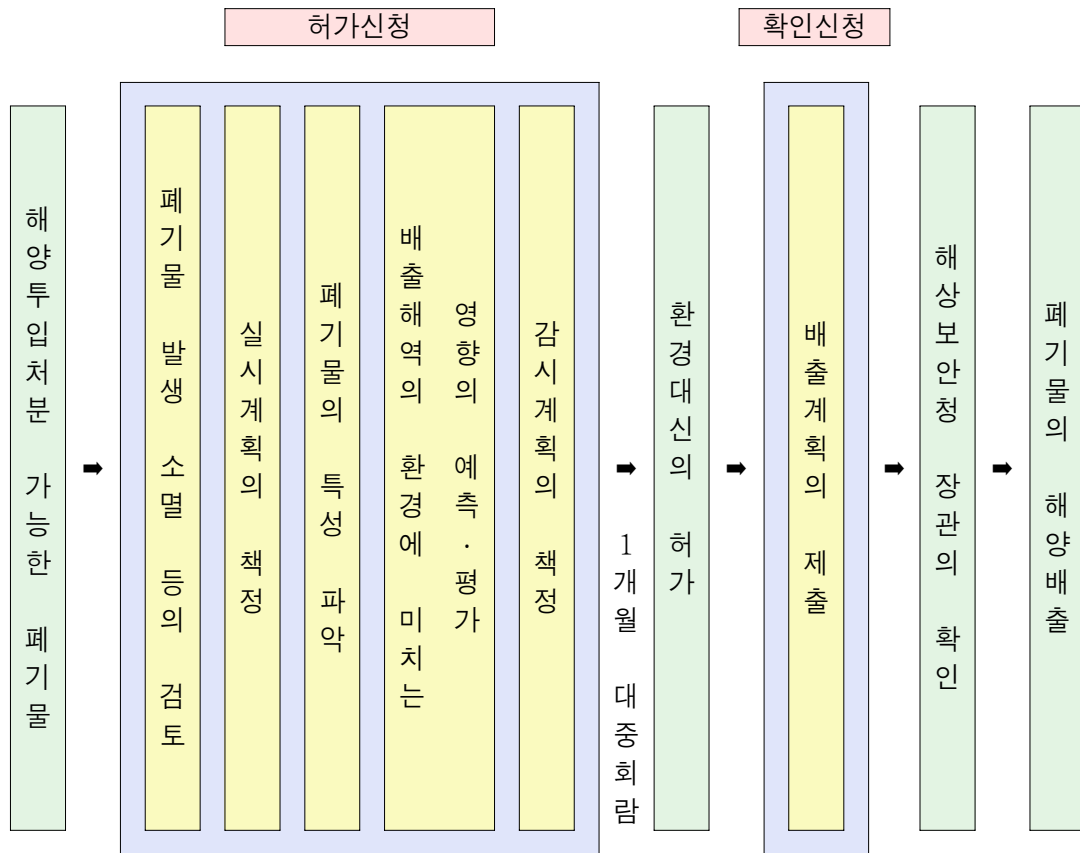 허가신청
확인신청
해양투입처분 가능한 폐기물
폐기물 발생 소멸 등의 검토
실시계획의 책정
폐기물의 특성 파악
배출해역의 환경에 미치는
영향의 예측·평가
감시계획의 책정
1개월 대중회람
환경대신의 허가
배출계획의 제출
해상보안청 장관의 확인
폐기물의 해양배출